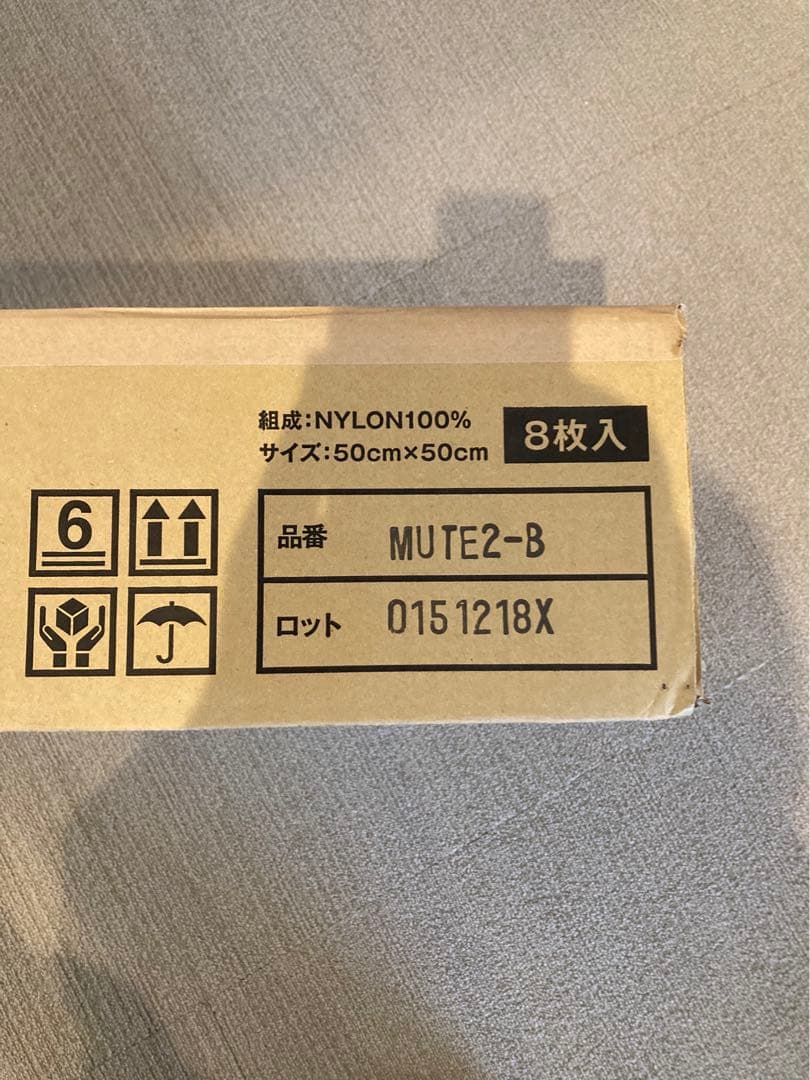 組成:NYLON100%
サイズ:50cm×50cm
8枚入
6
品番 MUTE2-B
ロット 0151218X